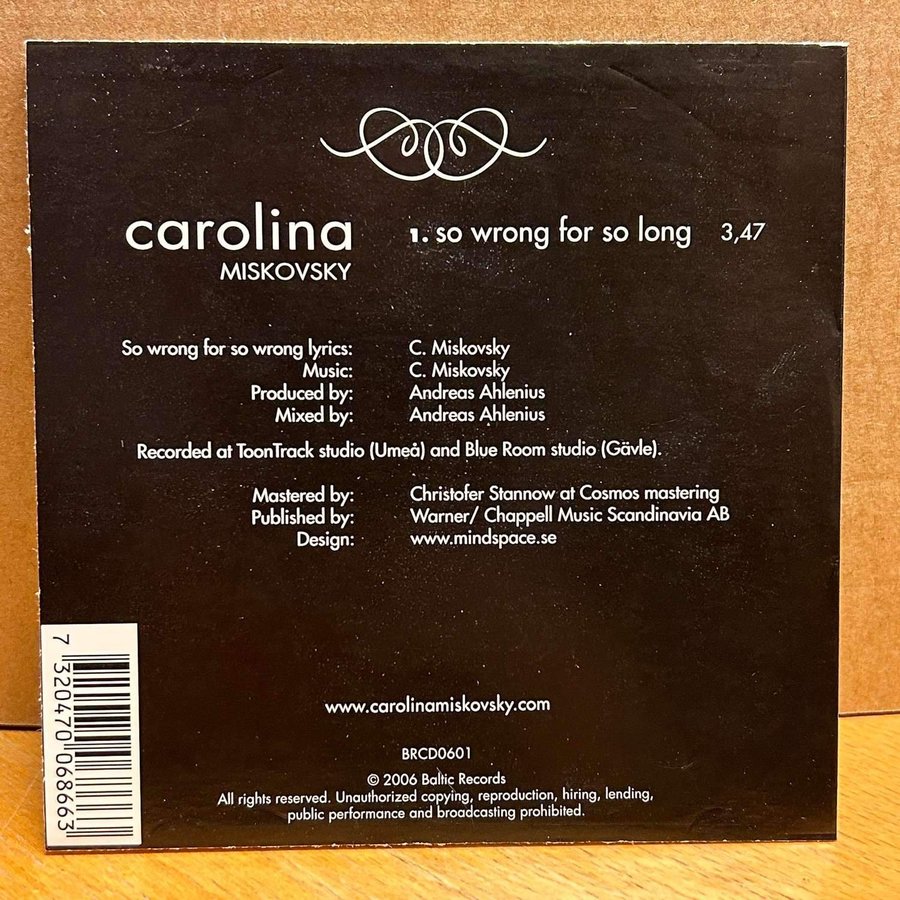 carolina
MISKOVSKY
1. so wrong for so long 3,47
So wrong for so wrong lyrics: C. Miskovsky
Music: C. Miskovsky
Produced by: Andreas Ahlenius
Mixed by: Andreas Ahlenius
Recorded at ToonTrack studio (Umeå) and Blue Room studio (Gävle).
Mastered by: Christofer Stannow at Cosmos mastering
Published by: Warner/ Chappell Music Scandinavia AB
Design: www.mindspace.se
7 320470 068663
www.carolinamiskovsky.com
BRCD0601
© 2006 Baltic Records
All rights reserved. Unauthorized copying, reproduction, hiring, lending,
public performance and broadcasting prohibited.